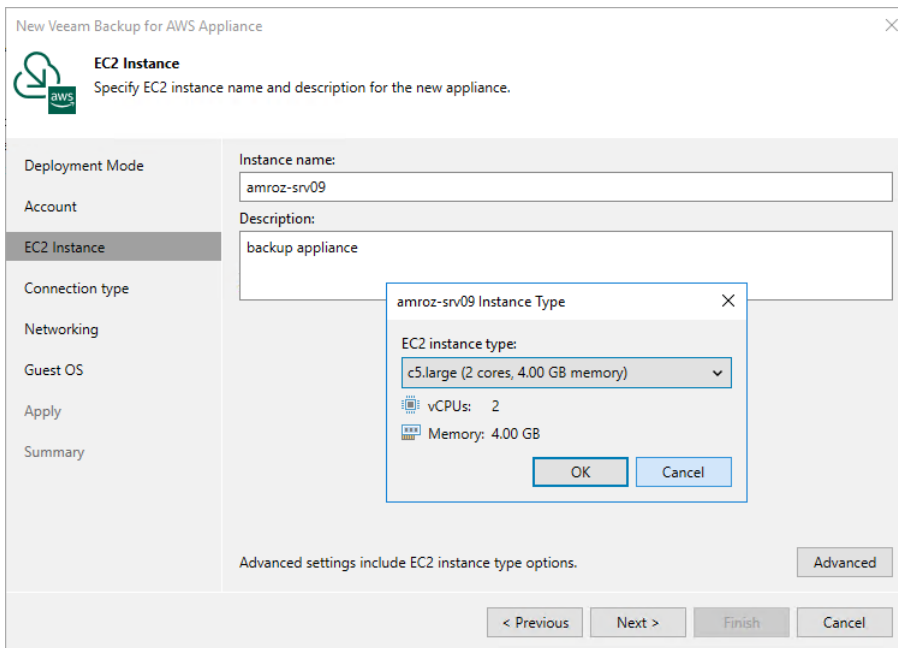 New Veeam Backup for AWS Appliance
EC2 Instance
Specify EC2 instance name and description for the new appliance.
aws
Deployment Mode
Account
EC2 Instance
Connection type
Networking
Guest OS
Apply
Summary
Instance name:
amroz-srv09
Description:
backup appliance
amroz-srv09 Instance Type
EC2 instance type:
c5.large (2 cores, 4.00 GB memory)
vCPUs: 2
Memory: 4.00 GB
OK Cancel
Advanced settings include EC2 instance type options. Advanced
< Previous Next > Finish Cancel